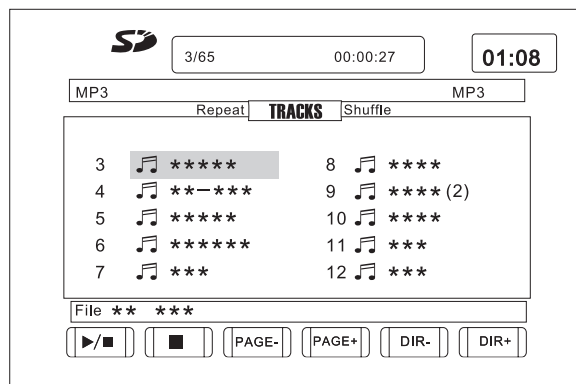 SD
3/65 00:00:27
01:08
MP3 MP3
Repeat TRACKS Shuffle
3 ***** 8 ****
4 **-*** 9 ****(2)
5 ***** 10 ****
6 ****** 11 ***
7 *** 12 ***
File ** ***
▶/■ ■ PAGE- PAGE+ DIR- DIR+